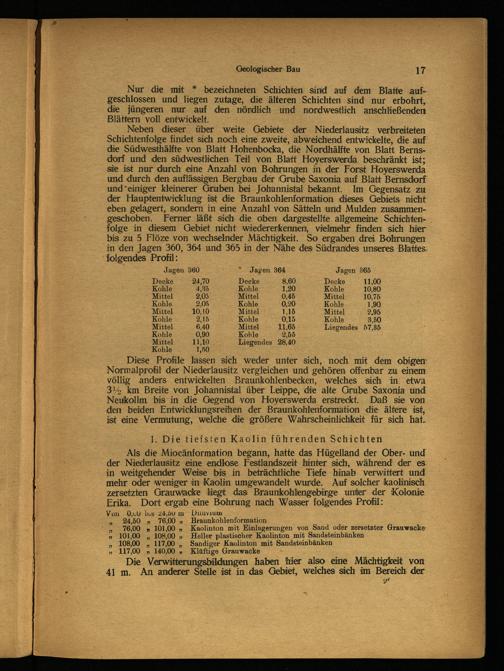 Geologischer Bau 17
Nur die mit * bezeichneten Schichten sind auf dem Blatte auf-
geschlossen und liegen zutage, die älteren Schichten sind nur erbohrt,
die jüngeren nur auf den nördlich und nordwestlich anschließenden
Blättern voll entwickelt.
Neben dieser über weite Gebiete der Niederlausitz verbreiteten
Schichtenfolge findet sich noch eine zweite, abweichend entwickelte, die auf
die Südwesthälfte von Blatt Hohenbocka, die Nordhälfte von Blatt Berns-
dorf und den südwestlichen Teil von Blatt Hoyerswerda beschränkt ist;
sie ist nur durch eine Anzahl von Bohrungen in der Forst Hoyerswerda
und durch den auflässigen Bergbau der Grube Saxonia auf Blatt Bernsdorf
und einiger kleinerer Gruben bei Johannistal bekannt. Im Gegensatz zu
der Hauptentwicklung ist die Braunkohlenformation dieses Gebiets nicht
eben gelagert, sondern in eine Anzahl von Sätteln und Mulden zusammen-
geschoben. Ferner läßt sich die oben dargestellte allgemeine Schichten-
folge in diesem Gebiet nicht wiedererkennen, vielmehr finden sich hier
bis zu 5 Flöze von wechselnder Mächtigkeit. So ergaben drei Bohrungen
in den Jagen 360, 364 und 365 in der Nähe des Südrandes unseres Blattes
folgendes Profil:
Jagen 360 Jagen 364 Jagen 365
Decke 24,70 Decke 8,60 Decke 11,00
Kohle 4,35 Kohle 1,20 Kohle 10,80
Mittel 2,05 Mittel 0,45 Mittel 10,75
Kohle 2,05 Kohle 0,20 Kohle 1,90
Mittel 10,10 Mittel 1,15 Mittel 2,95
Kohle 2,15 Kohle 0,15 Kohle 3,50
Mittel 6,40 Mittel 11,65 Liegendes 57,35
Kohle 0,90 Kohle 2,55
Mittel 11,10 Liegendes 28,40
Kohle 1,50
Diese Profile lassen sich weder unter sich, noch mit dem obigen
Normalprofil der Niederlausitz vergleichen und gehören offenbar zu einem
völlig anders entwickelten Braunkohlenbecken, welches sich in etwa
3½ km Breite von Johannistal über Leippe, die alte Grube Saxonia und
Neukollm bis in die Gegend von Hoyerswerda erstreckt. Daß sie von
den beiden Entwicklungsreihen der Braunkohlenformation die ältere ist,
ist eine Vermutung, welche die größere Wahrscheinlichkeit für sich hat.
1. Die tiefsten Kaolin führenden Schichten
Als die Miocänformation begann, hatte das Hügelland der Ober- und
der Niederlausitz eine endlose Festlandszeit hinter sich, während der es
in weitgehender Weise bis in beträchtliche Tiefe hinab verwittert und
mehr oder weniger in Kaolin umgewandelt wurde. Auf solcher kaolinisch
zersetzten Grauwacke liegt das Braunkohlengebirge unter der Kolonie
Erika. Dort ergab eine Bohrung nach Wasser folgendes Profil:
Von 0,00 bis 24,50 m Diluvium
„ 24,50 „ 76,00 „ Braunkohlenformation
„ 76,00 „ 101,00 „ Kaolinton mit Einlagerungen von Sand oder zersetzter Grauwacke
„ 101,00 „ 108,00 „ Heller plastischer Kaolinton mit Sandsteinbänken
„ 108,00 „ 117,00 „ Sandiger Kaolinton mit Sandsteinbänken
„ 117,00 „ 140,00 „ Klüftige Grauwacke
Die Verwitterungsbildungen haben hier also eine Mächtigkeit von
41 m. An anderer Stelle ist in das Gebiet, welches sich im Bereich der